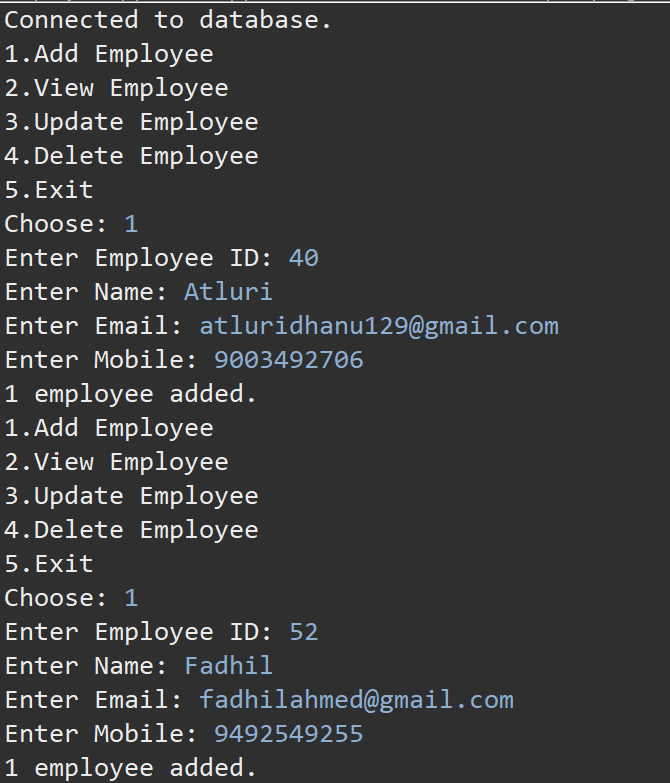 Connected to database.
1.Add Employee
2.View Employee
3.Update Employee
4.Delete Employee
5.Exit
Choose: 1
Enter Employee ID: 40
Enter Name: Atluri
Enter Email: atluridhanu129@gmail.com
Enter Mobile: 9003492706
1 employee added.
1.Add Employee
2.View Employee
3.Update Employee
4.Delete Employee
5.Exit
Choose: 1
Enter Employee ID: 52
Enter Name: Fadhil
Enter Email: fadhilahmed@gmail.com
Enter Mobile: 9492549255
1 employee added.